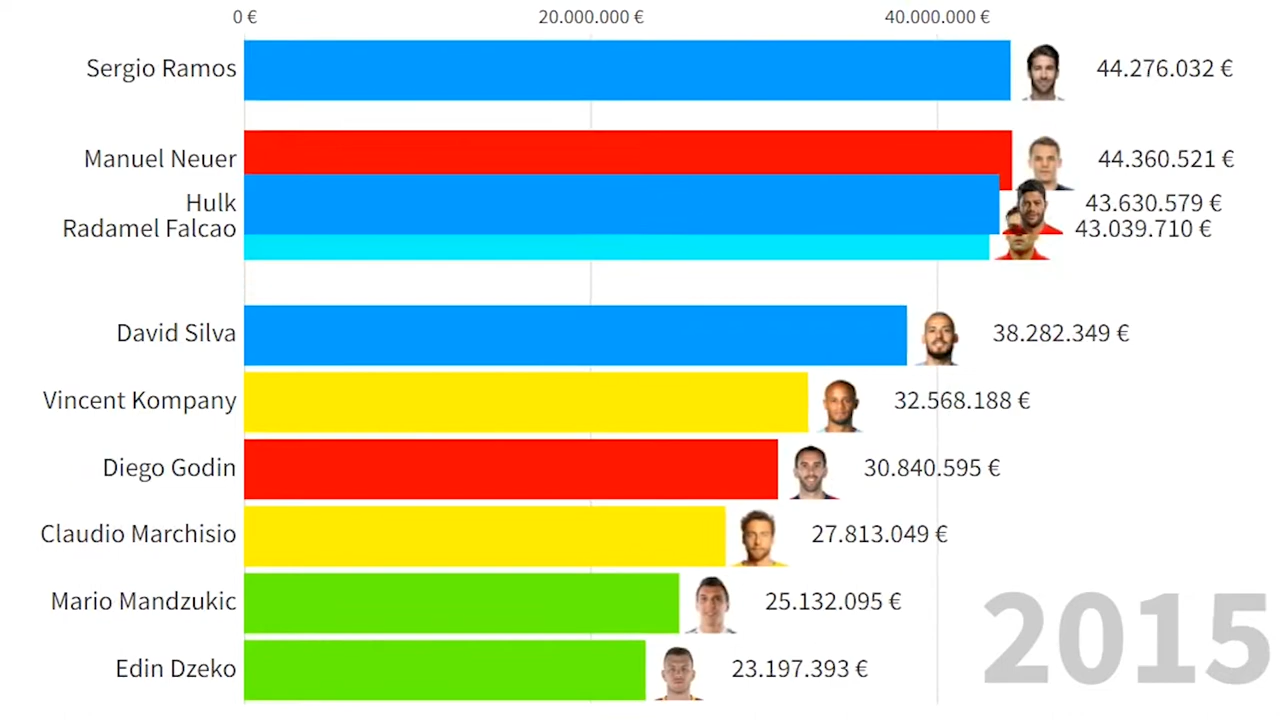 0 € 20.000.000 € 40.000.000 €
Sergio Ramos 44.276.032 €
Manuel Neuer 44.360.521 €
Hulk 43.630.579 €
Radamel Falcao 43.039.710 €
David Silva 38.282.349 €
Vincent Kompany 32.568.188 €
Diego Godin 30.840.595 €
Claudio Marchisio 27.813.049 €
Mario Mandzukic 25.132.095 €
Edin Dzeko 23.197.393 €
2015